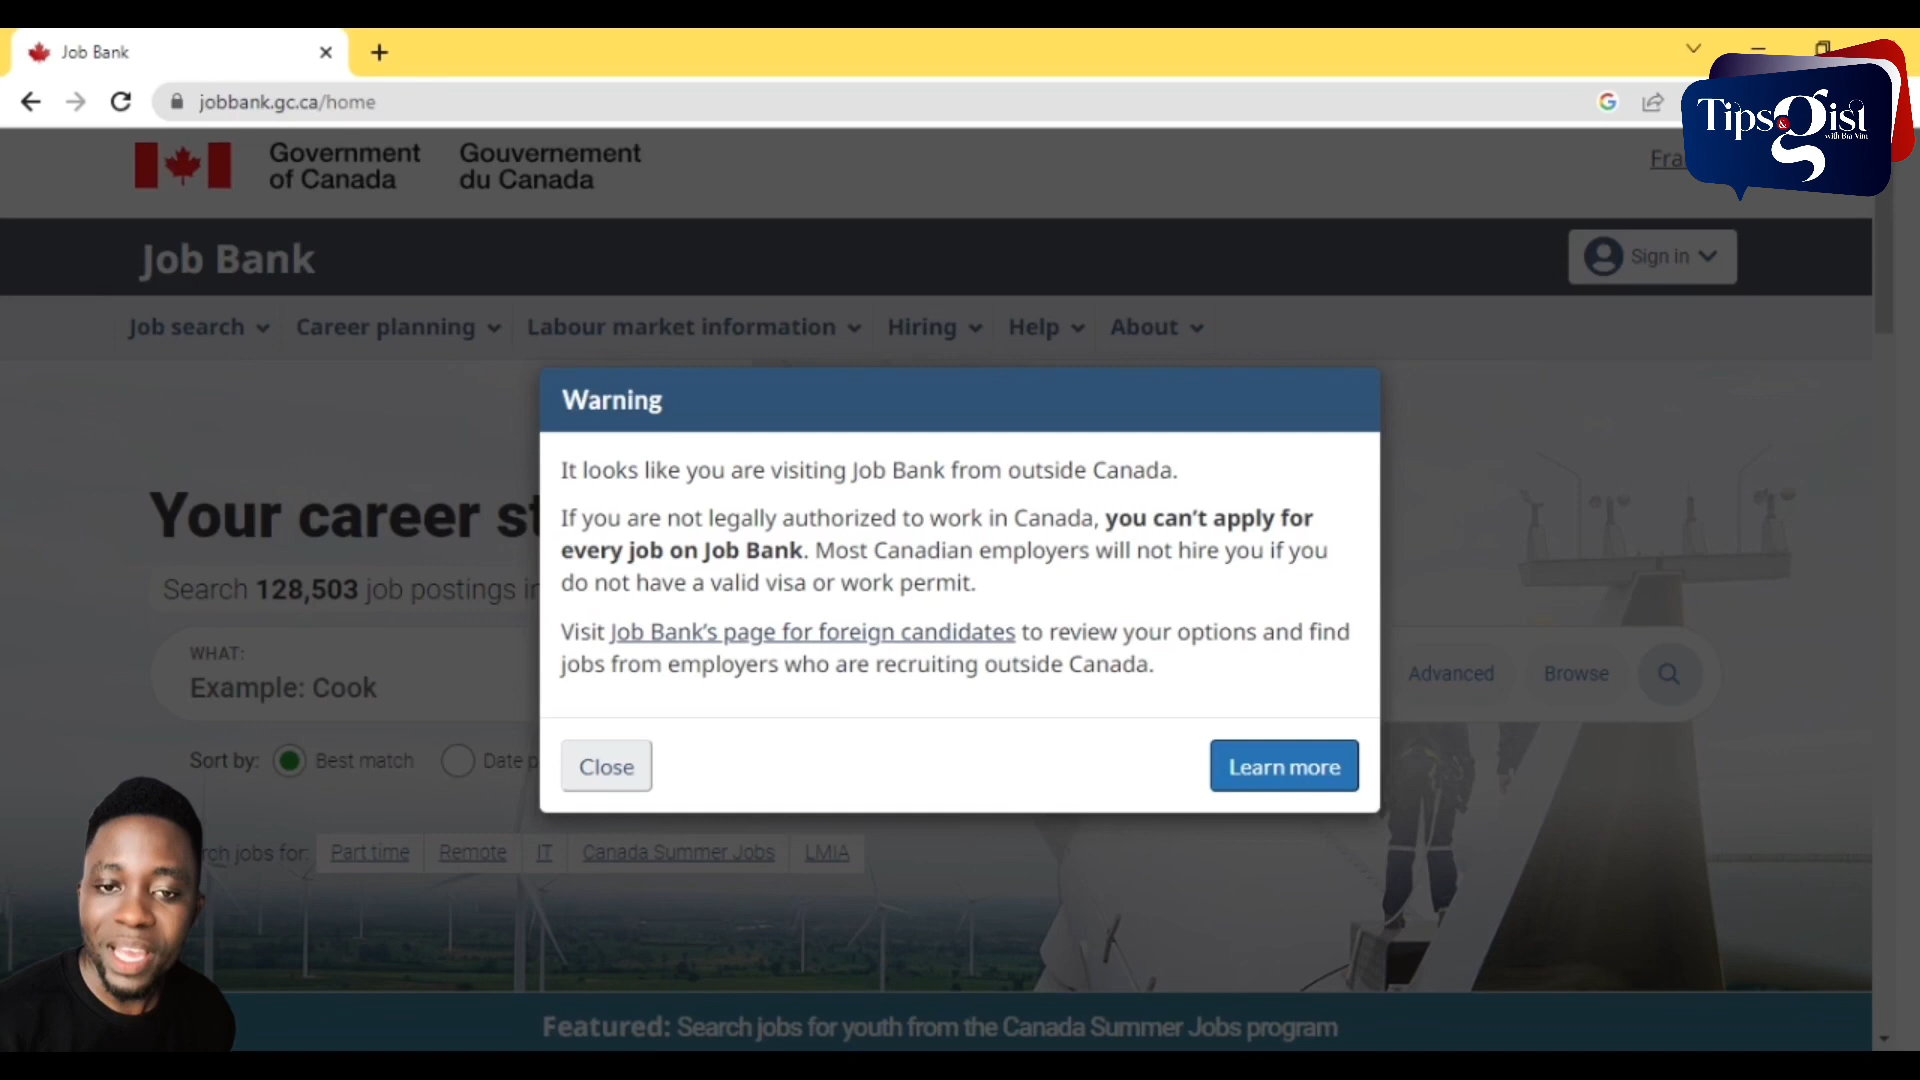 Job Bank
jobbank.gc.ca/home
Tips & gist
with Bra Vim
Government of Canada
Gouvernement du Canada
Fra
Job Bank
Sign in
Job search
Career planning
Labour market information
Hiring
Help
About
Warning
It looks like you are visiting Job Bank from outside Canada.
If you are not legally authorized to work in Canada, you can't apply for
every job on Job Bank. Most Canadian employers will not hire you if you
do not have a valid visa or work permit.
Visit Job Bank's page for foreign candidates to review your options and find
jobs from employers who are recruiting outside Canada.
Close
Learn more
Your career st
Search 128,503 job postings in
WHAT:
Example: Cook
Advanced
Browse
Sort by:
Best match
Date p
rch jobs for:
Part time
Remote
IT
Canada Summer Jobs
LMIA
Featured: Search jobs for youth from the Canada Summer Jobs program